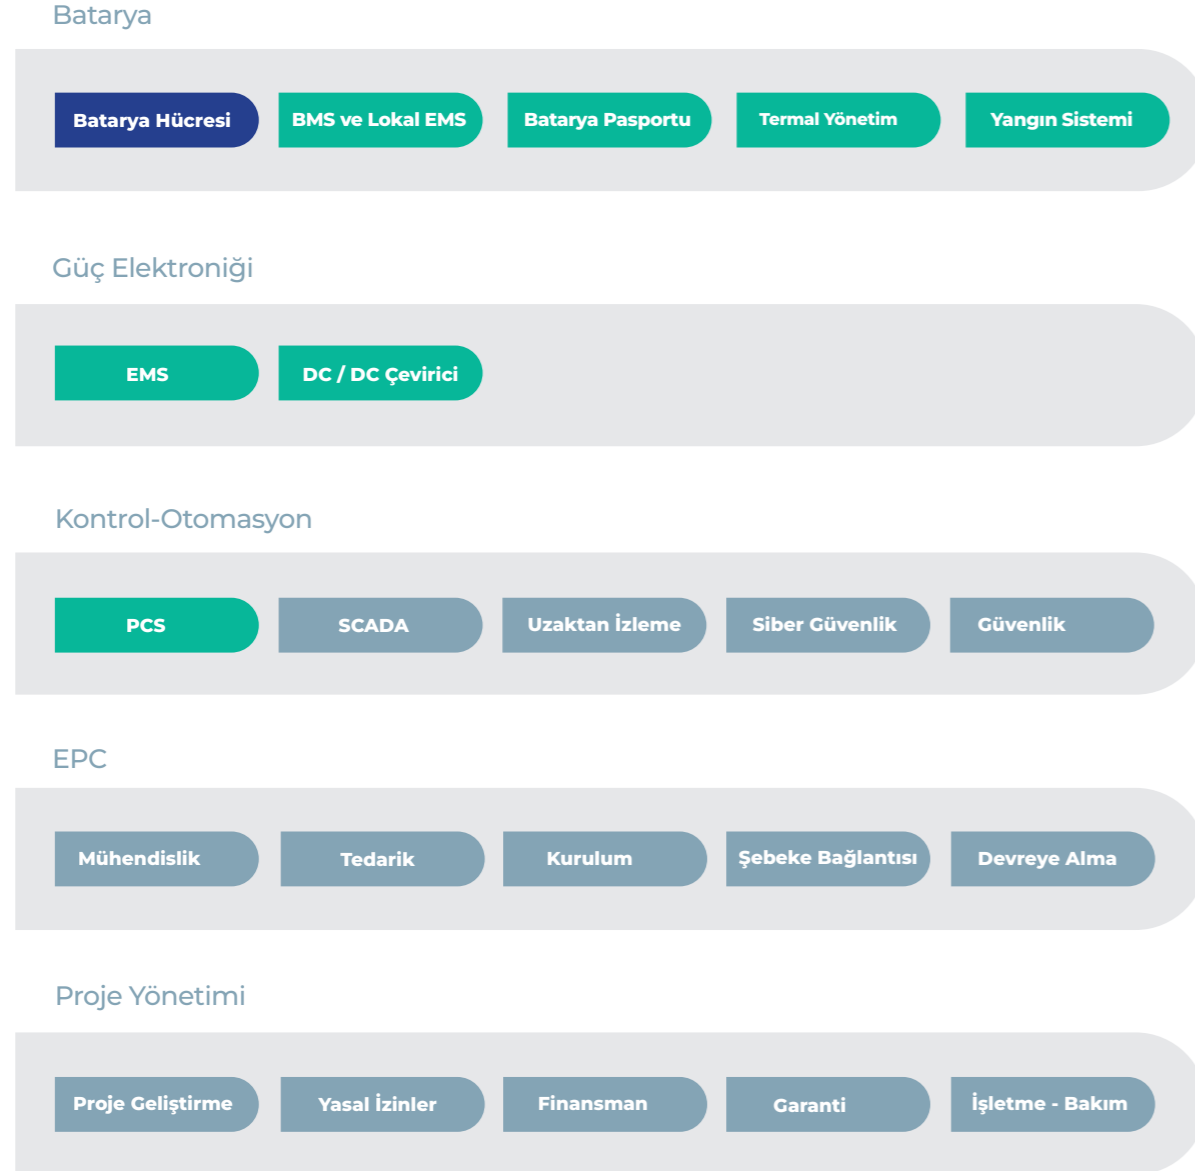 Batarya
Batarya Hücresi
BMS ve Lokal EMS
Batarya Pasportu
Termal Yönetim
Yangın Sistemi
Güç Elektroniği
EMS
DC / DC Çevirici
Kontrol-Otomasyon
PCS
SCADA
Uzaktan İzleme
Siber Güvenlik
Güvenlik
EPC
Mühendislik
Tedarik
Kurulum
Şebeke Bağlantısı
Devreye Alma
Proje Yönetimi
Proje Geliştirme
Yasal İzinler
Finansman
Garanti
İşletme - Bakım